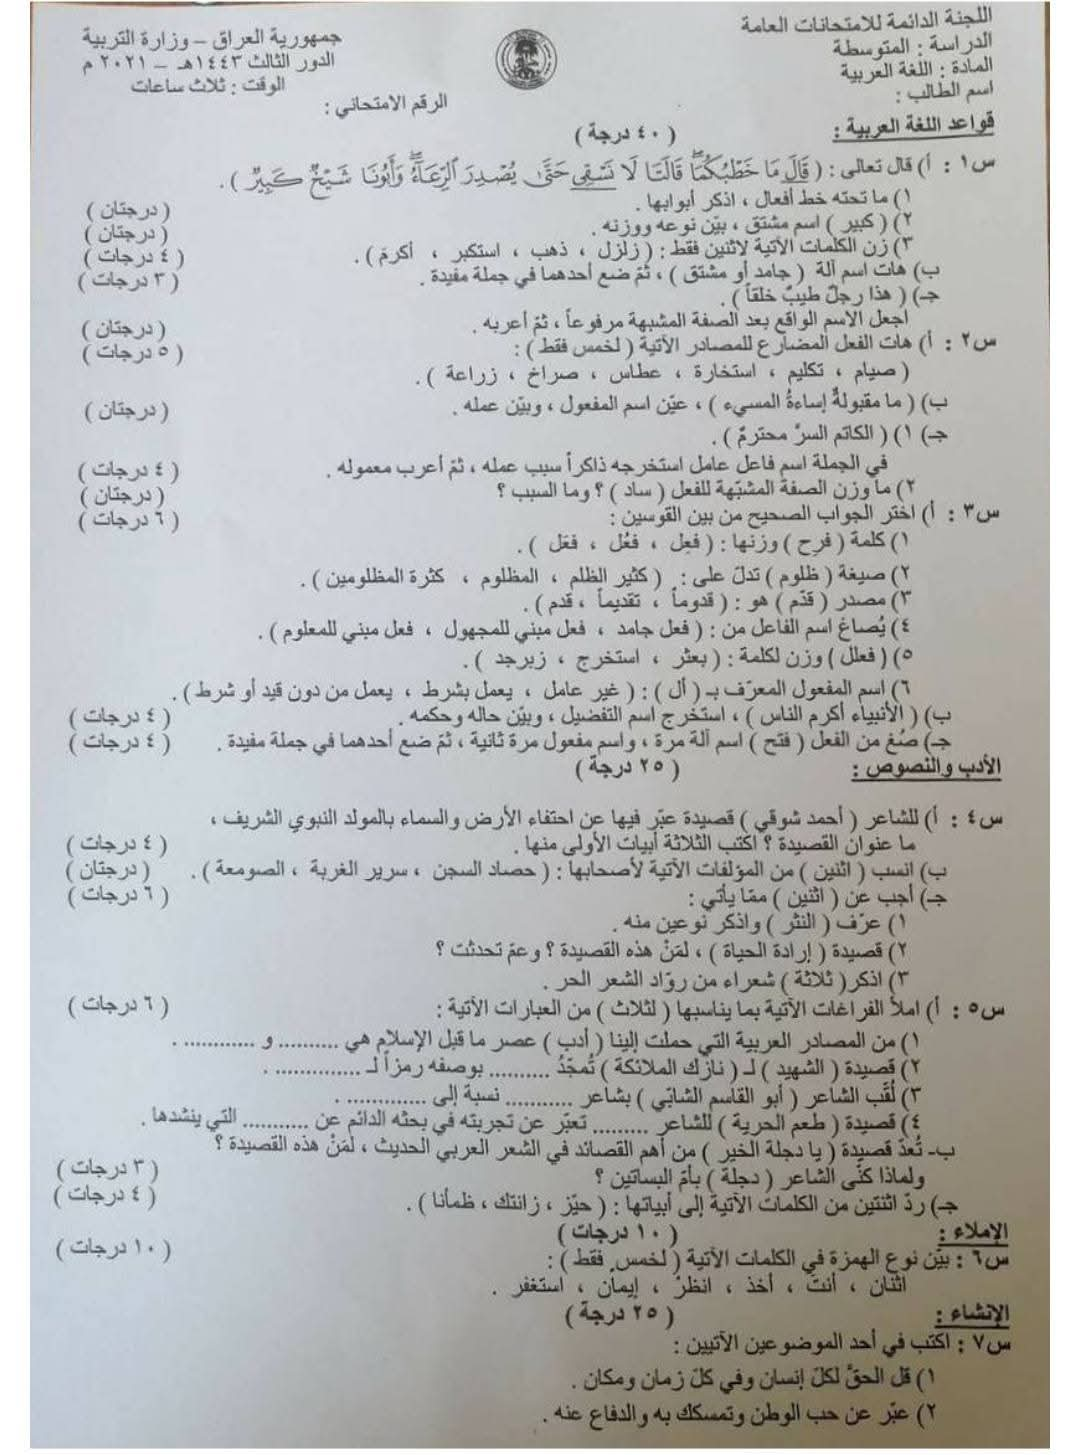 اللجنة الدائمة للامتحانات العامة
الدراسة : المتوسطة
المادة : اللغة العربية
اسم الطالب :
جمهورية العراق – وزارة التربية
الدور الثالث ١٤٤٣هـ – ٢٠٢١ م
الوقت : ثلاث ساعات
الرقم الامتحاني :
قواعد اللغة العربية : ( ٤٠ درجة )
س١ : أ) قال تعالى : ( قَالَ مَا خَطْبُكُمَا ۖ قَالَتَا لَا نَسْقِي حَتَّىٰ يُصْدِرَ الرِّعَاءُ ۖ وَأَبُونَا شَيْخٌ كَبِيرٌ ) .
١) ما تحته خط أفعال ، اذكر أبوابها . ( درجتان )
٢) ( كبير ) اسم مشتق ، بيّن نوعه ووزنه . ( درجتان )
٣) زن الكلمات الآتية لاثنين فقط : ( زلزل ، ذهب ، استكبر ، أكرمَ ) . ( ٤ درجات )
ب) هات اسم آلة ( جامد أو مشتق ) ، ثمّ ضع أحدهما في جملة مفيدة . ( ٣ درجات )
جـ) ( هذا رجلٌ طيبٌ خلقاً ) .
اجعل الاسم الواقع بعد الصفة المشبهة مرفوعاً ، ثمّ أعربه . ( درجتان )
س٢ : أ) هات الفعل المضارع للمصادر الآتية ( لخمس فقط ) : ( ٥ درجات )
( صيام ، تكليم ، استخارة ، عطاس ، صراخ ، زراعة ) .
ب) ( ما مقبولةٌ إساءةُ المسيء ) ، عيّن اسم المفعول ، وبيّن عمله . ( درجتان )
جـ) ١) ( الكاتم السرَّ محترمٌ ) .
في الجملة اسم فاعل عامل استخرجه ذاكراً سبب عمله ، ثمّ أعرب معموله . ( ٤ درجات )
٢) ما وزن الصفة المشبّهة للفعل ( ساد ) ؟ وما السبب ؟ ( درجتان )
س٣ : أ) اختر الجواب الصحيح من بين القوسين : ( ٦ درجات )
١) كلمة ( فرِح ) وزنها : ( فعِل ، فعُل ، فعَل ) .
٢) صيغة ( ظلوم ) تدلّ على : ( كثير الظلم ، المظلوم ، كثرة المظلومين ) .
٣) مصدر ( قدّم ) هو : ( قدوماً ، تقديماً ، قدم ) .
٤) يُصاغ اسم الفاعل من : ( فعل جامد ، فعل مبني للمجهول ، فعل مبني للمعلوم ) .
٥) ( فعلل ) وزن لكلمة : ( بعثر ، استخرج ، زبرجد ) .
٦) اسم المفعول المعرّف بـ ( أل ) : ( غير عامل ، يعمل بشرط ، يعمل من دون قيد أو شرط ) .
ب) ( الأنبياء أكرم الناس ) ، استخرج اسم التفضيل ، وبيّن حاله وحكمه . ( ٤ درجات )
جـ) صُغ من الفعل ( فتح ) اسم آلة مرة ، واسم مفعول مرة ثانية ، ثمّ ضع أحدهما في جملة مفيدة . ( ٤ درجات )
الأدب والنصوص : ( ٢٥ درجة )
س٤ : أ) للشاعر ( أحمد شوقي ) قصيدة عبّر فيها عن احتفاء الأرض والسماء بالمولد النبوي الشريف ،
ما عنوان القصيدة ؟ اكتب الثلاثة أبيات الأولى منها . ( ٤ درجات )
ب) انسب ( اثنين ) من المؤلفات الآتية لأصحابها : ( حصاد السجن ، سرير الغربة ، الصومعة ) . ( درجتان )
جـ) أجب عن ( اثنين ) ممّا يأتي : ( ٦ درجات )
١) عرّف ( النثر ) واذكر نوعين منه .
٢) قصيدة ( إرادة الحياة ) ، لمَنْ هذه القصيدة ؟ وعمّ تحدثت ؟
٣) اذكر ( ثلاثة ) شعراء من روّاد الشعر الحر .
س٥ : أ) املأ الفراغات الآتية بما يناسبها ( لثلاث ) من العبارات الآتية : ( ٦ درجات )
١) من المصادر العربية التي حملت إلينا ( أدب ) عصر ما قبل الإسلام هي .......... و ............ .
٢) قصيدة ( الشهيد ) لـ ( نازك الملائكة ) تُمجّدُ .......... بوصفه رمزاً لـ .............. .
٣) لُقّب الشاعر ( أبو القاسم الشابّي ) بشاعر ........... نسبة إلى ............. .
٤) قصيدة ( طعم الحرية ) للشاعر ......... تعبّر عن تجربته في بحثه الدائم عن ........... التي ينشدها .
ب- تُعدّ قصيدة ( يا دجلة الخير ) من أهم القصائد في الشعر العربي الحديث ، لمَنْ هذه القصيدة ؟
ولماذا كنّى الشاعر ( دجلة ) بأمّ البساتين ؟ ( ٣ درجات )
جـ) ردّ اثنتين من الكلمات الآتية إلى أبياتها : ( حيّز ، زانتك ، ظمأنا ) . ( ٤ درجات )
الإملاء : ( ١٠ درجات )
س٦ : بيّن نوع الهمزة في الكلمات الآتية ( لخمس فقط ) : ( ١٠ درجات )
اثنان ، أنت ، أخذ ، انظرْ ، إيمان ، استغفر .
الإنشاء : ( ٢٥ درجة )
س٧ : اكتب في أحد الموضوعين الآتيين :
١) قل الحقَّ لكلّ إنسان وفي كلّ زمان ومكان .
٢) عبّر عن حب الوطن وتمسكك به والدفاع عنه .